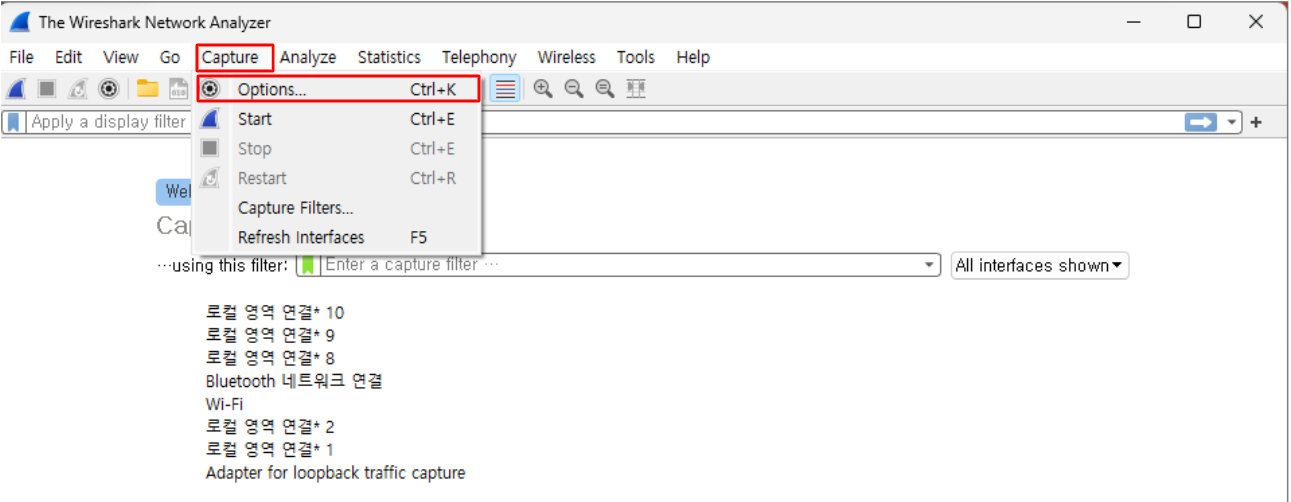 The Wireshark Network Analyzer
File Edit View Go Capture Analyze Statistics Telephony Wireless Tools Help
Options... Ctrl+K
Apply a display filter
Start Ctrl+E
Stop Ctrl+E
Restart Ctrl+R
Capture Filters...
Refresh Interfaces F5
Wel
Ca
…using this filter: Enter a capture filter … All interfaces shown
로컬 영역 연결* 10
로컬 영역 연결* 9
로컬 영역 연결* 8
Bluetooth 네트워크 연결
Wi-Fi
로컬 영역 연결* 2
로컬 영역 연결* 1
Adapter for loopback traffic capture